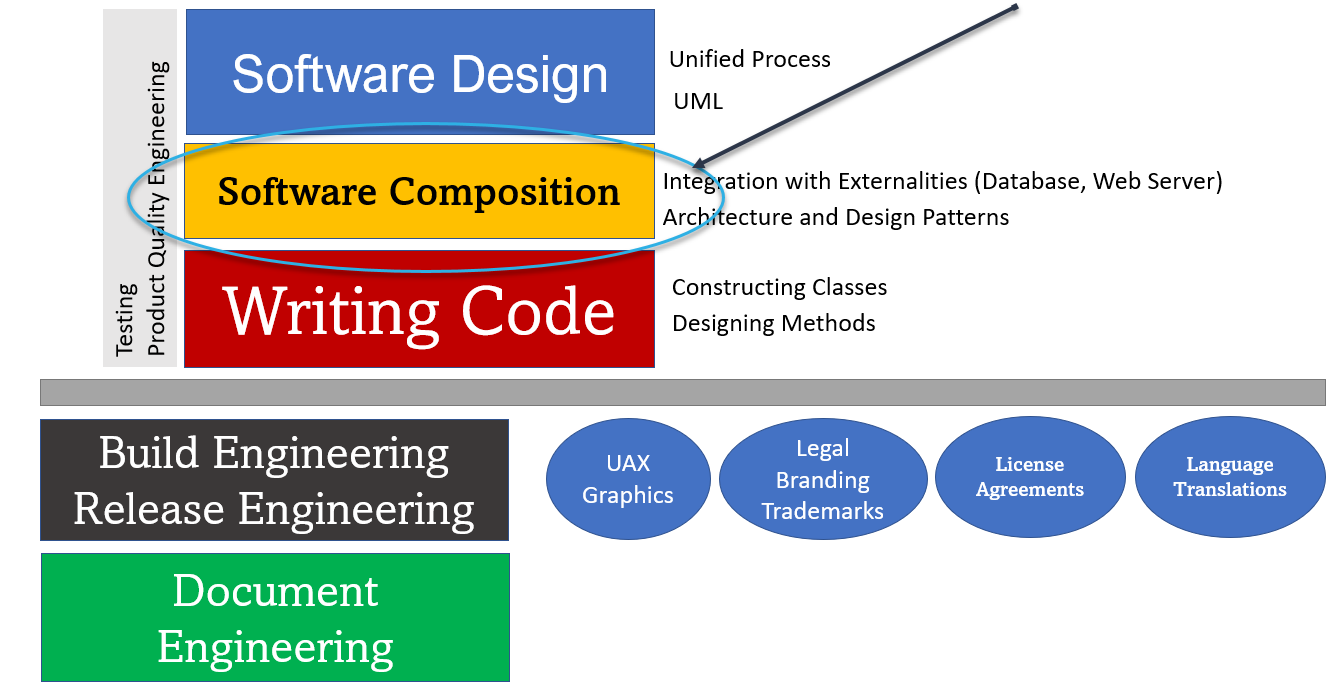 Testing
Product Quality Engineering
Software Design
Unified Process
UML
Software Composition
Integration with Externalities (Database, Web Server)
Architecture and Design Patterns
Writing Code
Constructing Classes
Designing Methods
Build Engineering
Release Engineering
UAX
Graphics
Legal
Branding
Trademarks
License
Agreements
Language
Translations
Document
Engineering